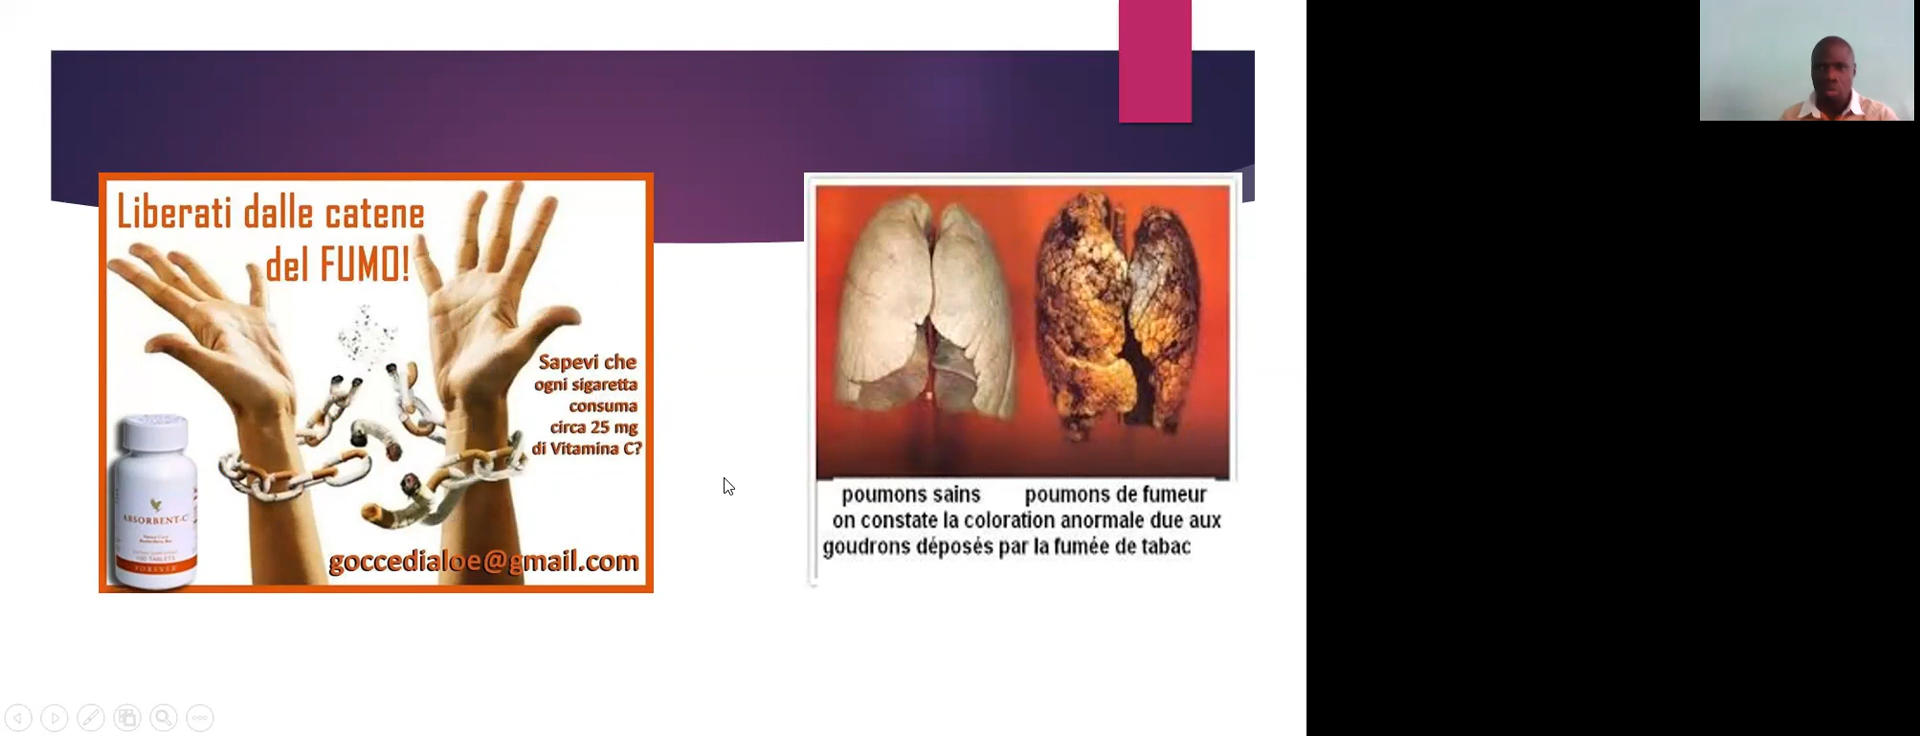 Liberati dalle catene
del FUMO!
Sapevi che
ogni sigaretta
consuma
circa 25 mg
di Vitamina C?
ABSORBENT-C
FOREVER
goccedialoe@gmail.com
poumons sains poumons de fumeur
on constate la coloration anormale due aux
goudrons déposés par la fumée de tabac